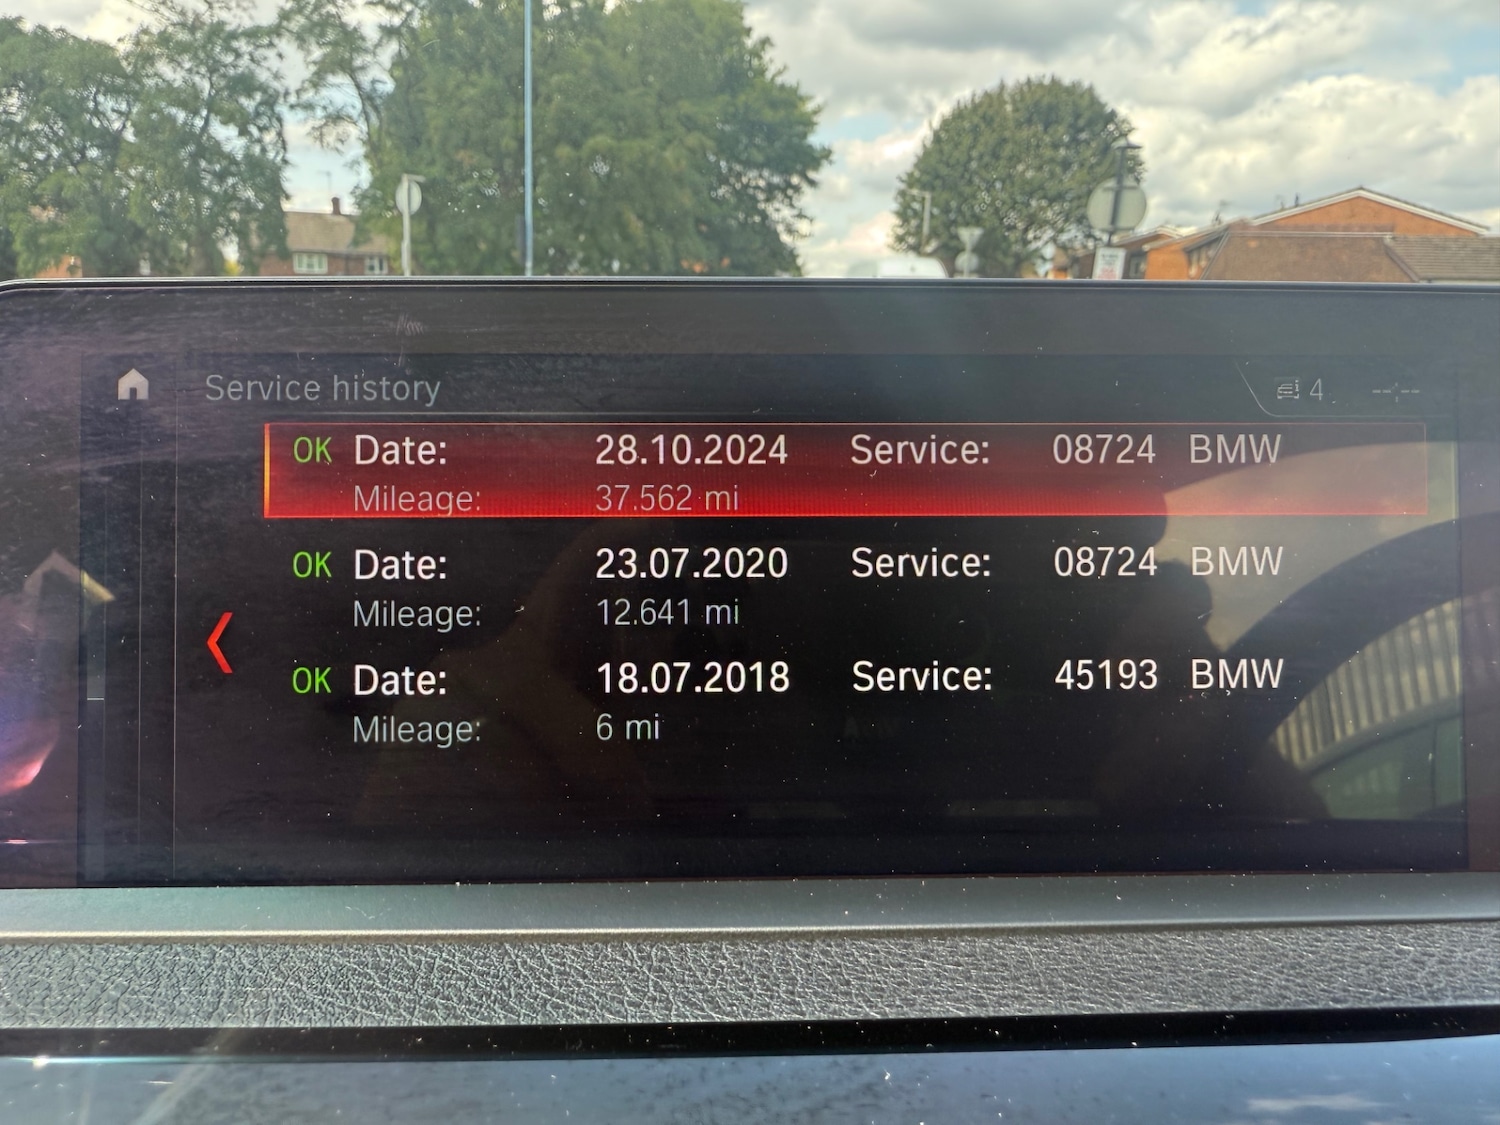 Service history
4 --:--
OK Date: 28.10.2024 Service: 08724 BMW
Mileage: 37.562 mi
OK Date: 23.07.2020 Service: 08724 BMW
Mileage: 12.641 mi
OK Date: 18.07.2018 Service: 45193 BMW
Mileage: 6 mi